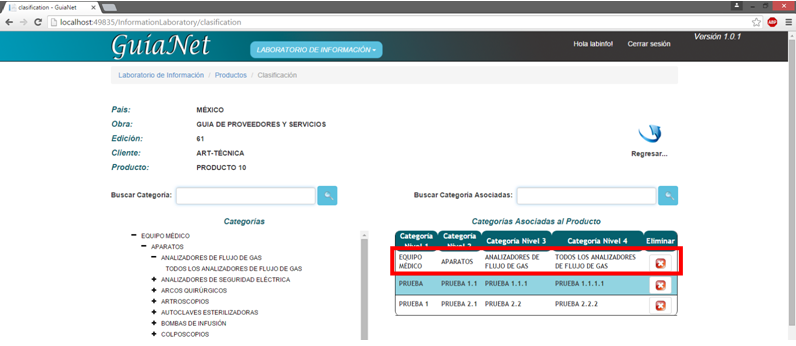 clasification - GuiaNet
localhost:49835/InformationLaboratory/clasification
GuíaNet
LABORATORIO DE INFORMACIÓN
Hola labinfo!
Cerrar sesión
Versión 1.0.1
Laboratorio de Información / Productos / Clasificación
País: MÉXICO
Obra: GUIA DE PROVEEDORES Y SERVICIOS
Edición: 61
Cliente: ART-TÉCNICA
Producto: PRODUCTO 10
Regresar...
Buscar Categoría:
Buscar Categoría Asociadas:
Categorías
EQUIPO MÉDICO
APARATOS
ANALIZADORES DE FLUJO DE GAS
TODOS LOS ANALIZADORES DE FLUJO DE GAS
ANALIZADORES DE SEGURIDAD ELÉCTRICA
ARCOS QUIRÚRGICOS
ARTROSCOPIOS
AUTOCLAVES ESTERILIZADORAS
BOMBAS DE INFUSIÓN
COLPOSCOPIOS
Categorías Asociadas al Producto
Categoría Nivel 1 Categoría Nivel 2 Categoría Nivel 3 Categoría Nivel 4 Eliminar
EQUIPO MÉDICO APARATOS ANALIZADORES DE FLUJO DE GAS TODOS LOS ANALIZADORES DE FLUJO DE GAS
PRUEBA PRUEBA 1.1 PRUEBA 1.1.1 PRUEBA 1.1.1.1
PRUEBA 1 PRUEBA 2.1 PRUEBA 2.2 PRUEBA 2.2.2